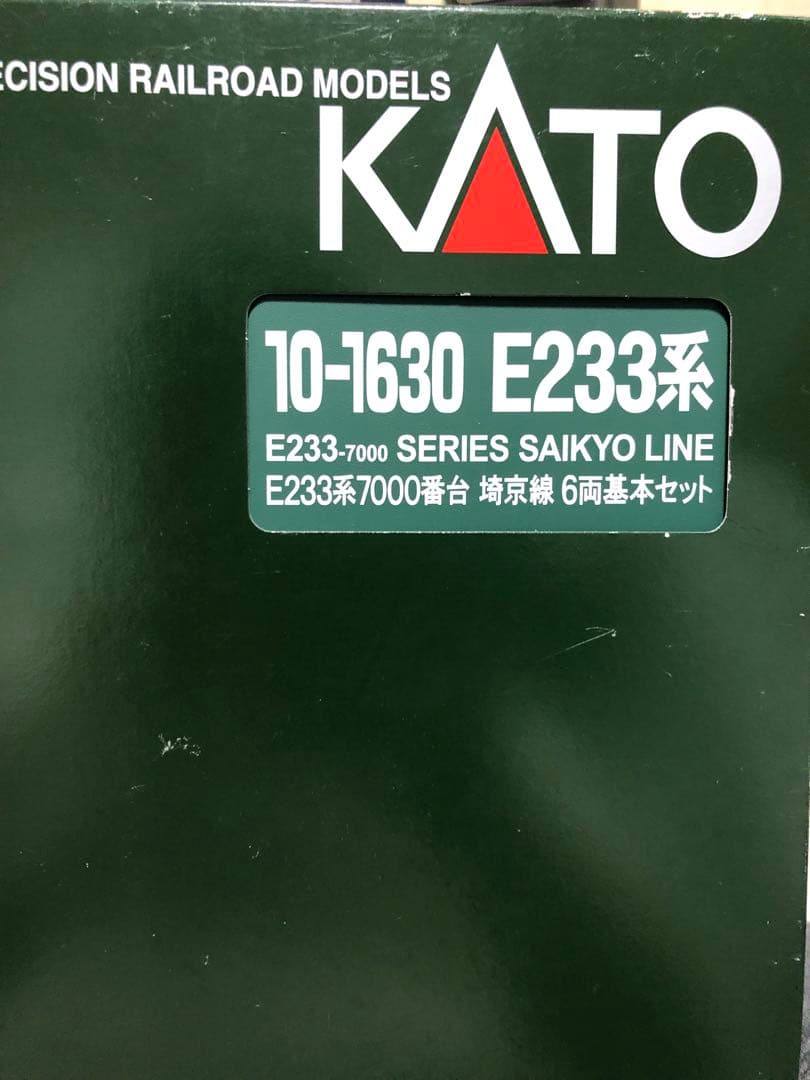 RAILROAD MODELS
KATO
10-1630 E233系
E233-7000 SERIES SAIKYO LINE
E233系7000番台 埼京線 6両基本セット